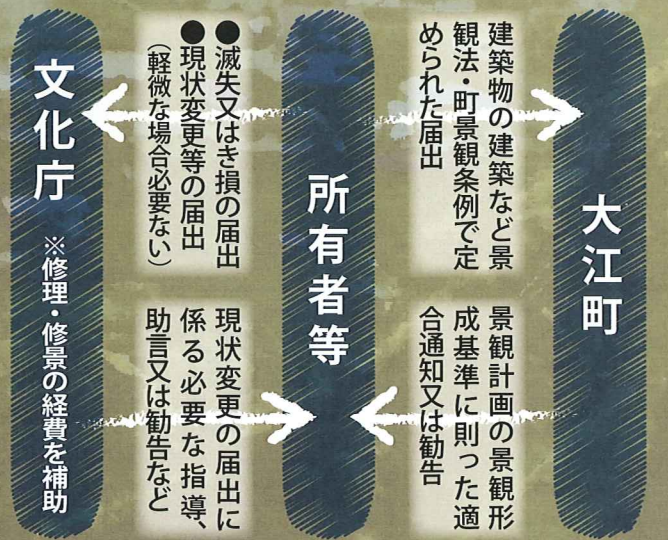 大江町
建築物の建築など景
観法・町景観条例で定
められた届出
景観計画の景観形
成基準に則った適
合通知又は勧告
所有者等
●滅失又はき損の届出
●現状変更等の届出
（軽微な場合必要ない）
現状変更の届出に
係る必要な指導、
助言又は勧告など
文化庁 ※修理・修景の経費を補助